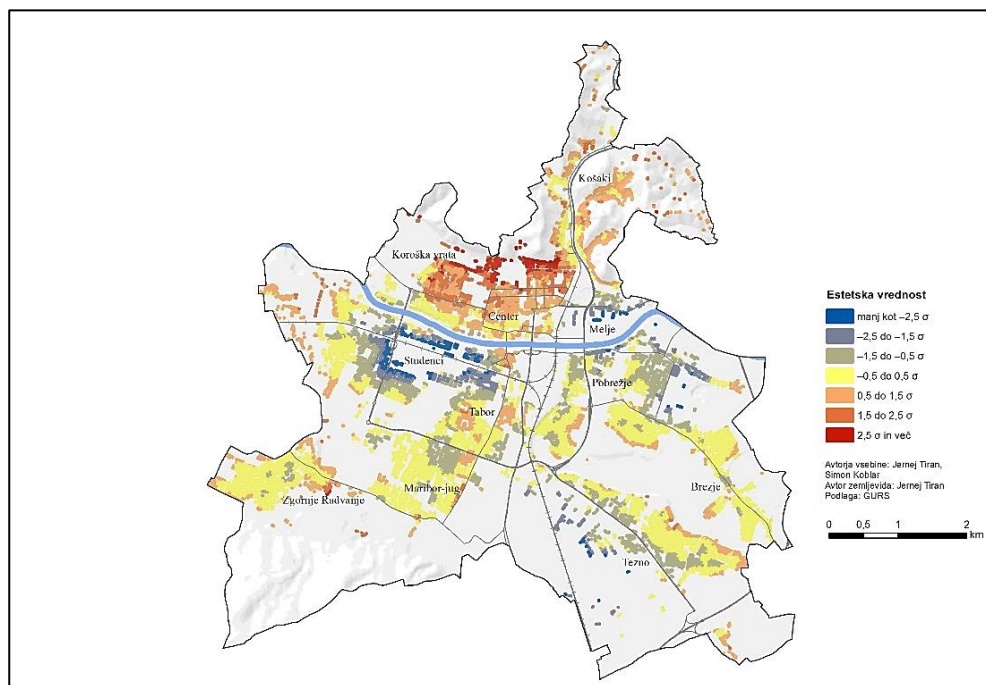 Košaki
Koroška vrata
Center
Melje
Studenci
Pobrežje
Tabor
Maribor-jug
Zgornje Radvanje
Brezje
Tezno
Estetska vrednost
manj kot –2,5 σ
–2,5 do –1,5 σ
–1,5 do –0,5 σ
–0,5 do 0,5 σ
0,5 do 1,5 σ
1,5 do 2,5 σ
2,5 σ in več
Avtorja vsebine: Jernej Tiran,
Simon Koblar
Avtor zemljevida: Jernej Tiran
Podlaga: GURS
0 0,5 1 2
km